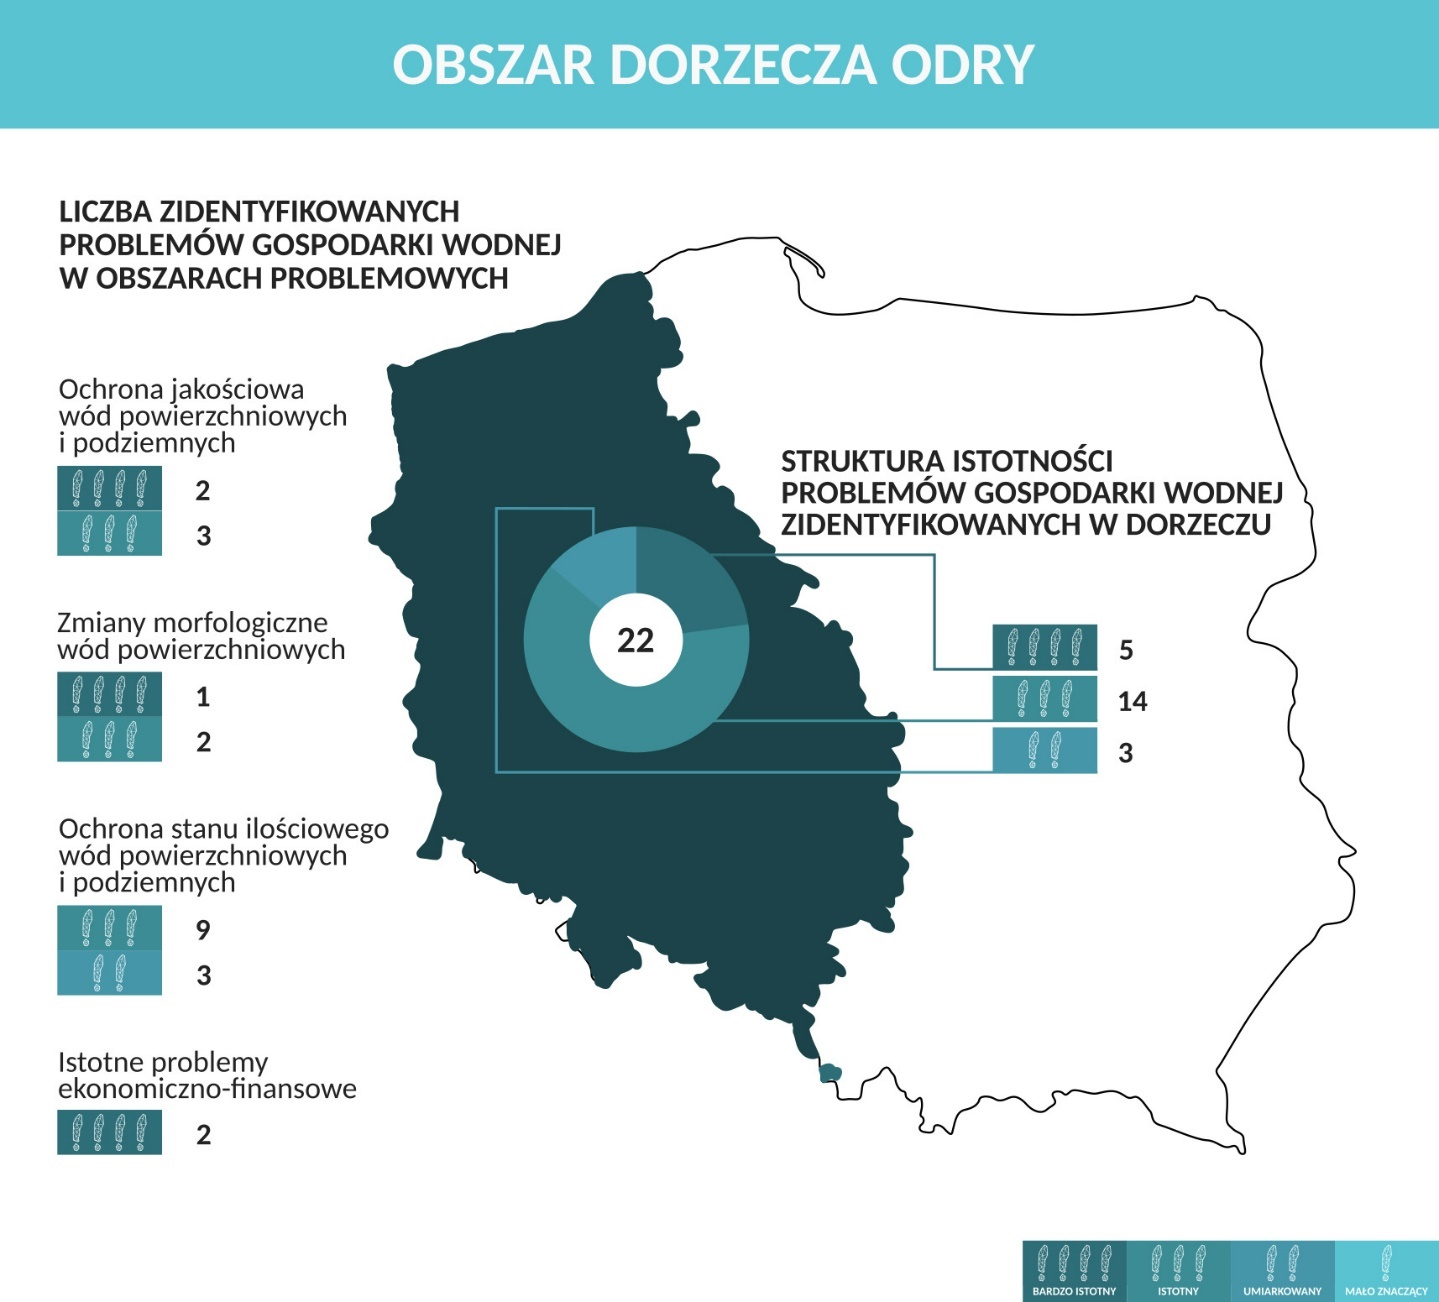 OBSZAR DORZECZA ODRY
LICZBA ZIDENTYFIKOWANYCH
PROBLEMÓW GOSPODARKI WODNEJ
W OBSZARACH PROBLEMOWYCH
Ochrona jakościowa
wód powierzchniowych
i podziemnych
2
3
Zmiany morfologiczne
wód powierzchniowych
1
2
Ochrona stanu ilościowego
wód powierzchniowych
i podziemnych
9
3
Istotne problemy
ekonomiczno-finansowe
2
STRUKTURA ISTOTNOŚCI
PROBLEMÓW GOSPODARKI WODNEJ
ZIDENTYFIKOWANYCH W DORZECZU
22
5
14
3
BARDZO ISTOTNY
ISTOTNY
UMIARKOWANY
MAŁO ZNACZĄCY